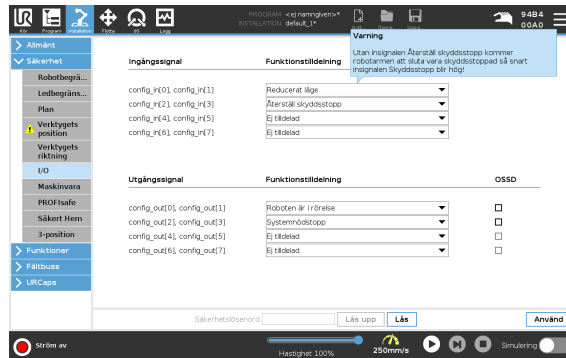 UR
Kör
Program
Installation
Flytta
I/O
Logg
PROGRAM <ej namngiven>*
INSTALLATION default_1*
94B4
00A0
Varning
Utan insignalen Återställ skyddsstopp kommer
robotarmen att sluta vara skyddsstoppad så snart
insignalen Skyddsstopp blir hög!
Allmänt
Säkerhet
Robotbegrä...
Ledbegräns...
Plan
Verktygets
position
Verktygets
riktning
I/O
Maskinvara
PROFIsafe
Säkert Hem
3-position
Funktioner
Fältbuss
URCaps
Ingångssignal Funktionstilldelning
config_in[0], config_in[1] Reducerat läge
config_in[2], config_in[3] Återställ skyddsstopp
config_in[4], config_in[5] Ej tilldelad
config_in[6], config_in[7] Ej tilldelad
Utgångssignal Funktionstilldelning OSSD
config_out[0], config_out[1] Roboten är i rörelse
config_out[2], config_out[3] Systemnödstopp
config_out[4], config_out[5] Ej tilldelad
config_out[6], config_out[7] Ej tilldelad
Säkerhetslösenord Lås upp Lås Använd
Ström av
Hastighet 100%
250mm/s
Simulering